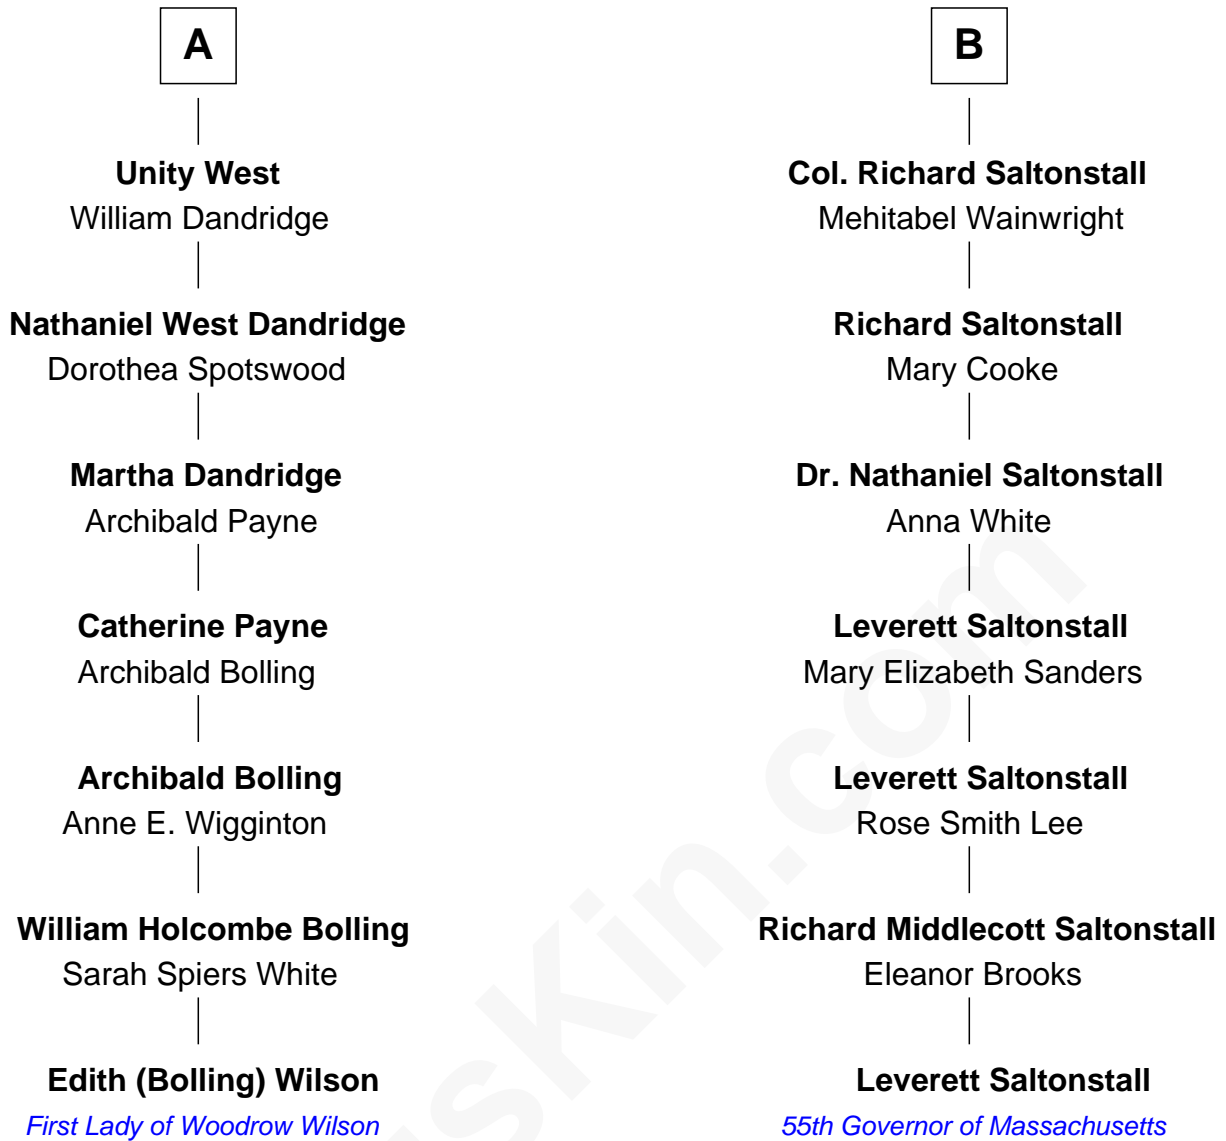 A
Unity West
William Dandridge
Nathaniel West Dandridge
Dorothea Spotswood
Martha Dandridge
Archibald Payne
Catherine Payne
Archibald Bolling
Archibald Bolling
Anne E. Wigginton
William Holcombe Bolling
Sarah Spiers White
Edith (Bolling) Wilson
First Lady of Woodrow Wilson
B
Col. Richard Saltonstall
Mehitabel Wainwright
Richard Saltonstall
Mary Cooke
Dr. Nathaniel Saltonstall
Anna White
Leverett Saltonstall
Mary Elizabeth Sanders
Leverett Saltonstall
Rose Smith Lee
Richard Middlecott Saltonstall
Eleanor Brooks
Leverett Saltonstall
55th Governor of Massachusetts